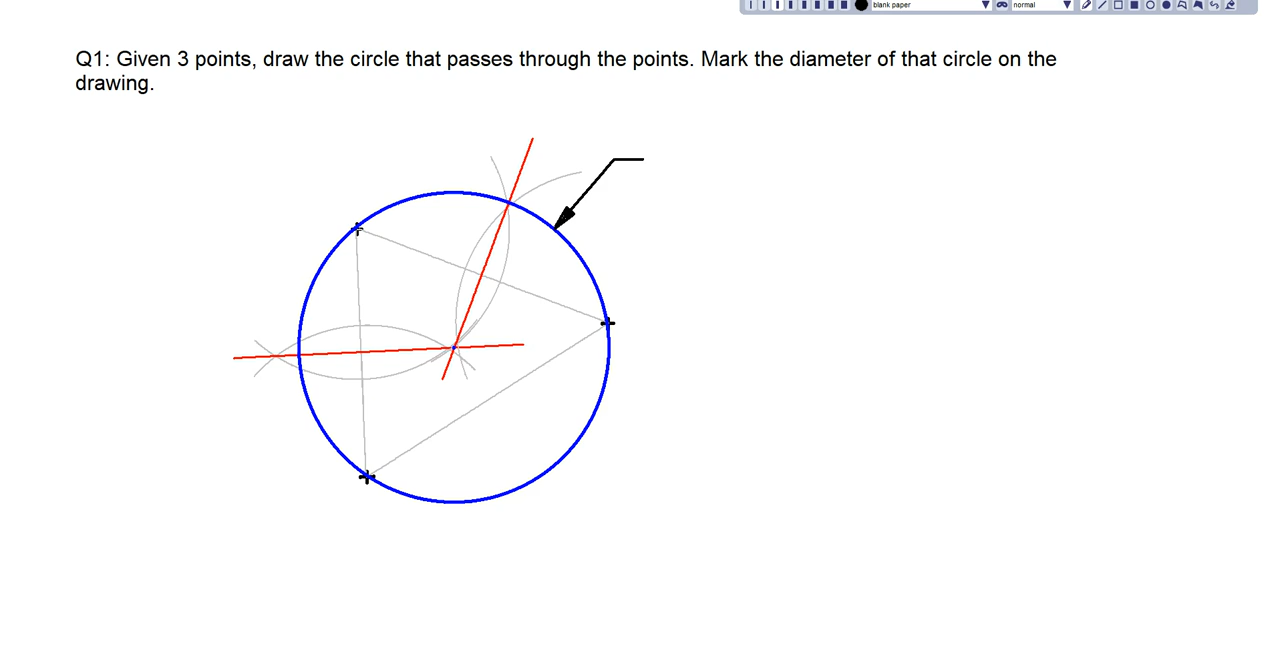 blank paper normal
Q1: Given 3 points, draw the circle that passes through the points. Mark the diameter of that circle on the
drawing.